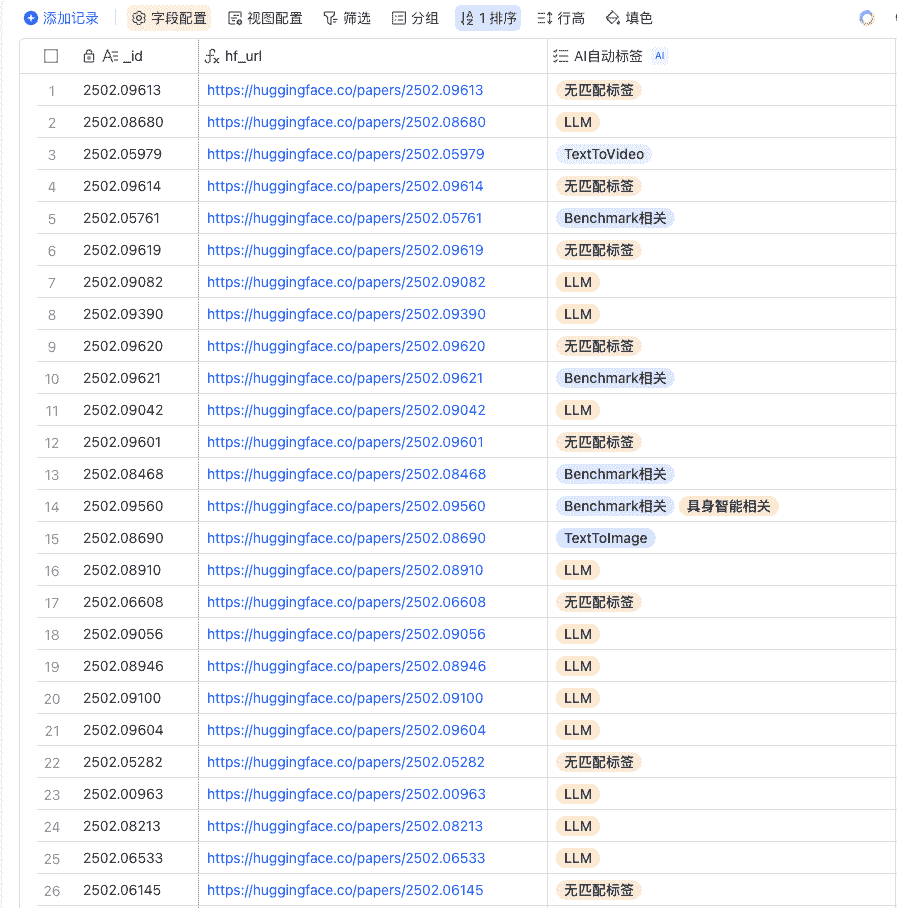 添加记录 字段配置 视图配置 筛选 分组 1 排序 行高 填色
_id hf_url AI自动标签 AI
1 2502.09613 https://huggingface.co/papers/2502.09613 无匹配标签
2 2502.08680 https://huggingface.co/papers/2502.08680 LLM
3 2502.05979 https://huggingface.co/papers/2502.05979 TextToVideo
4 2502.09614 https://huggingface.co/papers/2502.09614 无匹配标签
5 2502.05761 https://huggingface.co/papers/2502.05761 Benchmark相关
6 2502.09619 https://huggingface.co/papers/2502.09619 无匹配标签
7 2502.09082 https://huggingface.co/papers/2502.09082 LLM
8 2502.09390 https://huggingface.co/papers/2502.09390 LLM
9 2502.09620 https://huggingface.co/papers/2502.09620 无匹配标签
10 2502.09621 https://huggingface.co/papers/2502.09621 Benchmark相关
11 2502.09042 https://huggingface.co/papers/2502.09042 LLM
12 2502.09601 https://huggingface.co/papers/2502.09601 无匹配标签
13 2502.08468 https://huggingface.co/papers/2502.08468 Benchmark相关
14 2502.09560 https://huggingface.co/papers/2502.09560 Benchmark相关 具身智能相关
15 2502.08690 https://huggingface.co/papers/2502.08690 TextToImage
16 2502.08910 https://huggingface.co/papers/2502.08910 LLM
17 2502.06608 https://huggingface.co/papers/2502.06608 无匹配标签
18 2502.09056 https://huggingface.co/papers/2502.09056 LLM
19 2502.08946 https://huggingface.co/papers/2502.08946 LLM
20 2502.09100 https://huggingface.co/papers/2502.09100 LLM
21 2502.09604 https://huggingface.co/papers/2502.09604 LLM
22 2502.05282 https://huggingface.co/papers/2502.05282 无匹配标签
23 2502.00963 https://huggingface.co/papers/2502.00963 LLM
24 2502.08213 https://huggingface.co/papers/2502.08213 LLM
25 2502.06533 https://huggingface.co/papers/2502.06533 LLM
26 2502.06145 https://huggingface.co/papers/2502.06145 无匹配标签